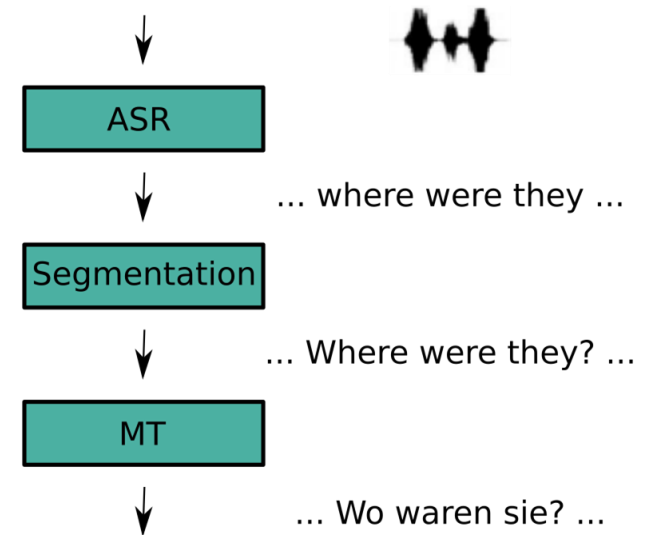 ASR
... where were they ...
Segmentation
... Where were they? ...
MT
... Wo waren sie? ...